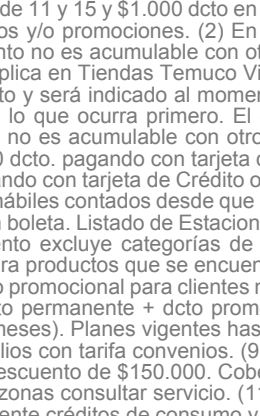 de 11 y 15 y $1.000 dcto en
os y/o promociones. (2) En
nto no es acumulable con ot
plica en Tiendas Temuco Vi
to y será indicado al momen
lo que ocurra primero. El
no es acumulable con otro
0 dcto. pagando con tarjeta d
ando con tarjeta de Crédito o
hábiles contados desde que
n boleta. Listado de Estacion
ento excluye categorías de
ra productos que se encuen
o promocional para clientes n
to permanente + dcto prom
meses). Planes vigentes has
lios con tarifa convenios. (9
escuento de $150.000. Cobe
zonas consultar servicio. (1
ente créditos de consumo y